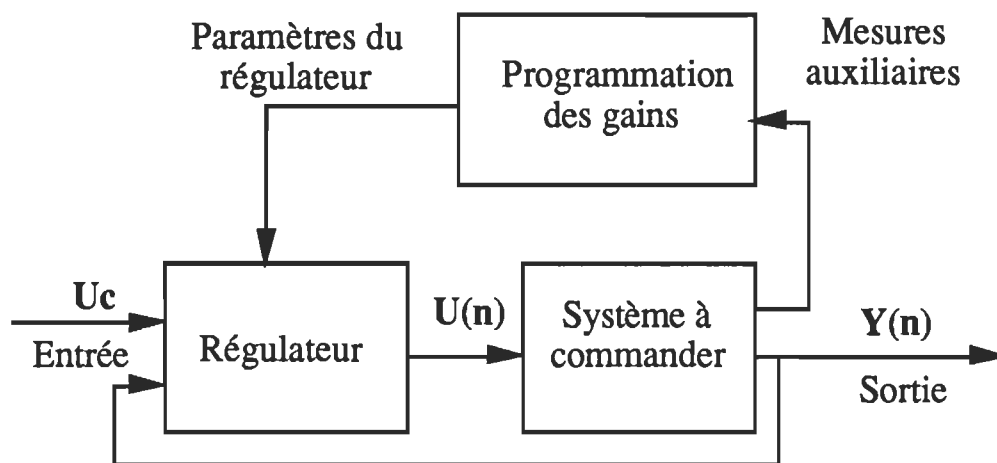 Paramètres du
régulateur
Programmation
des gains
Mesures
auxiliaires
Uc
Entrée
Régulateur
U(n)
Système à
commander
Y(n)
Sortie